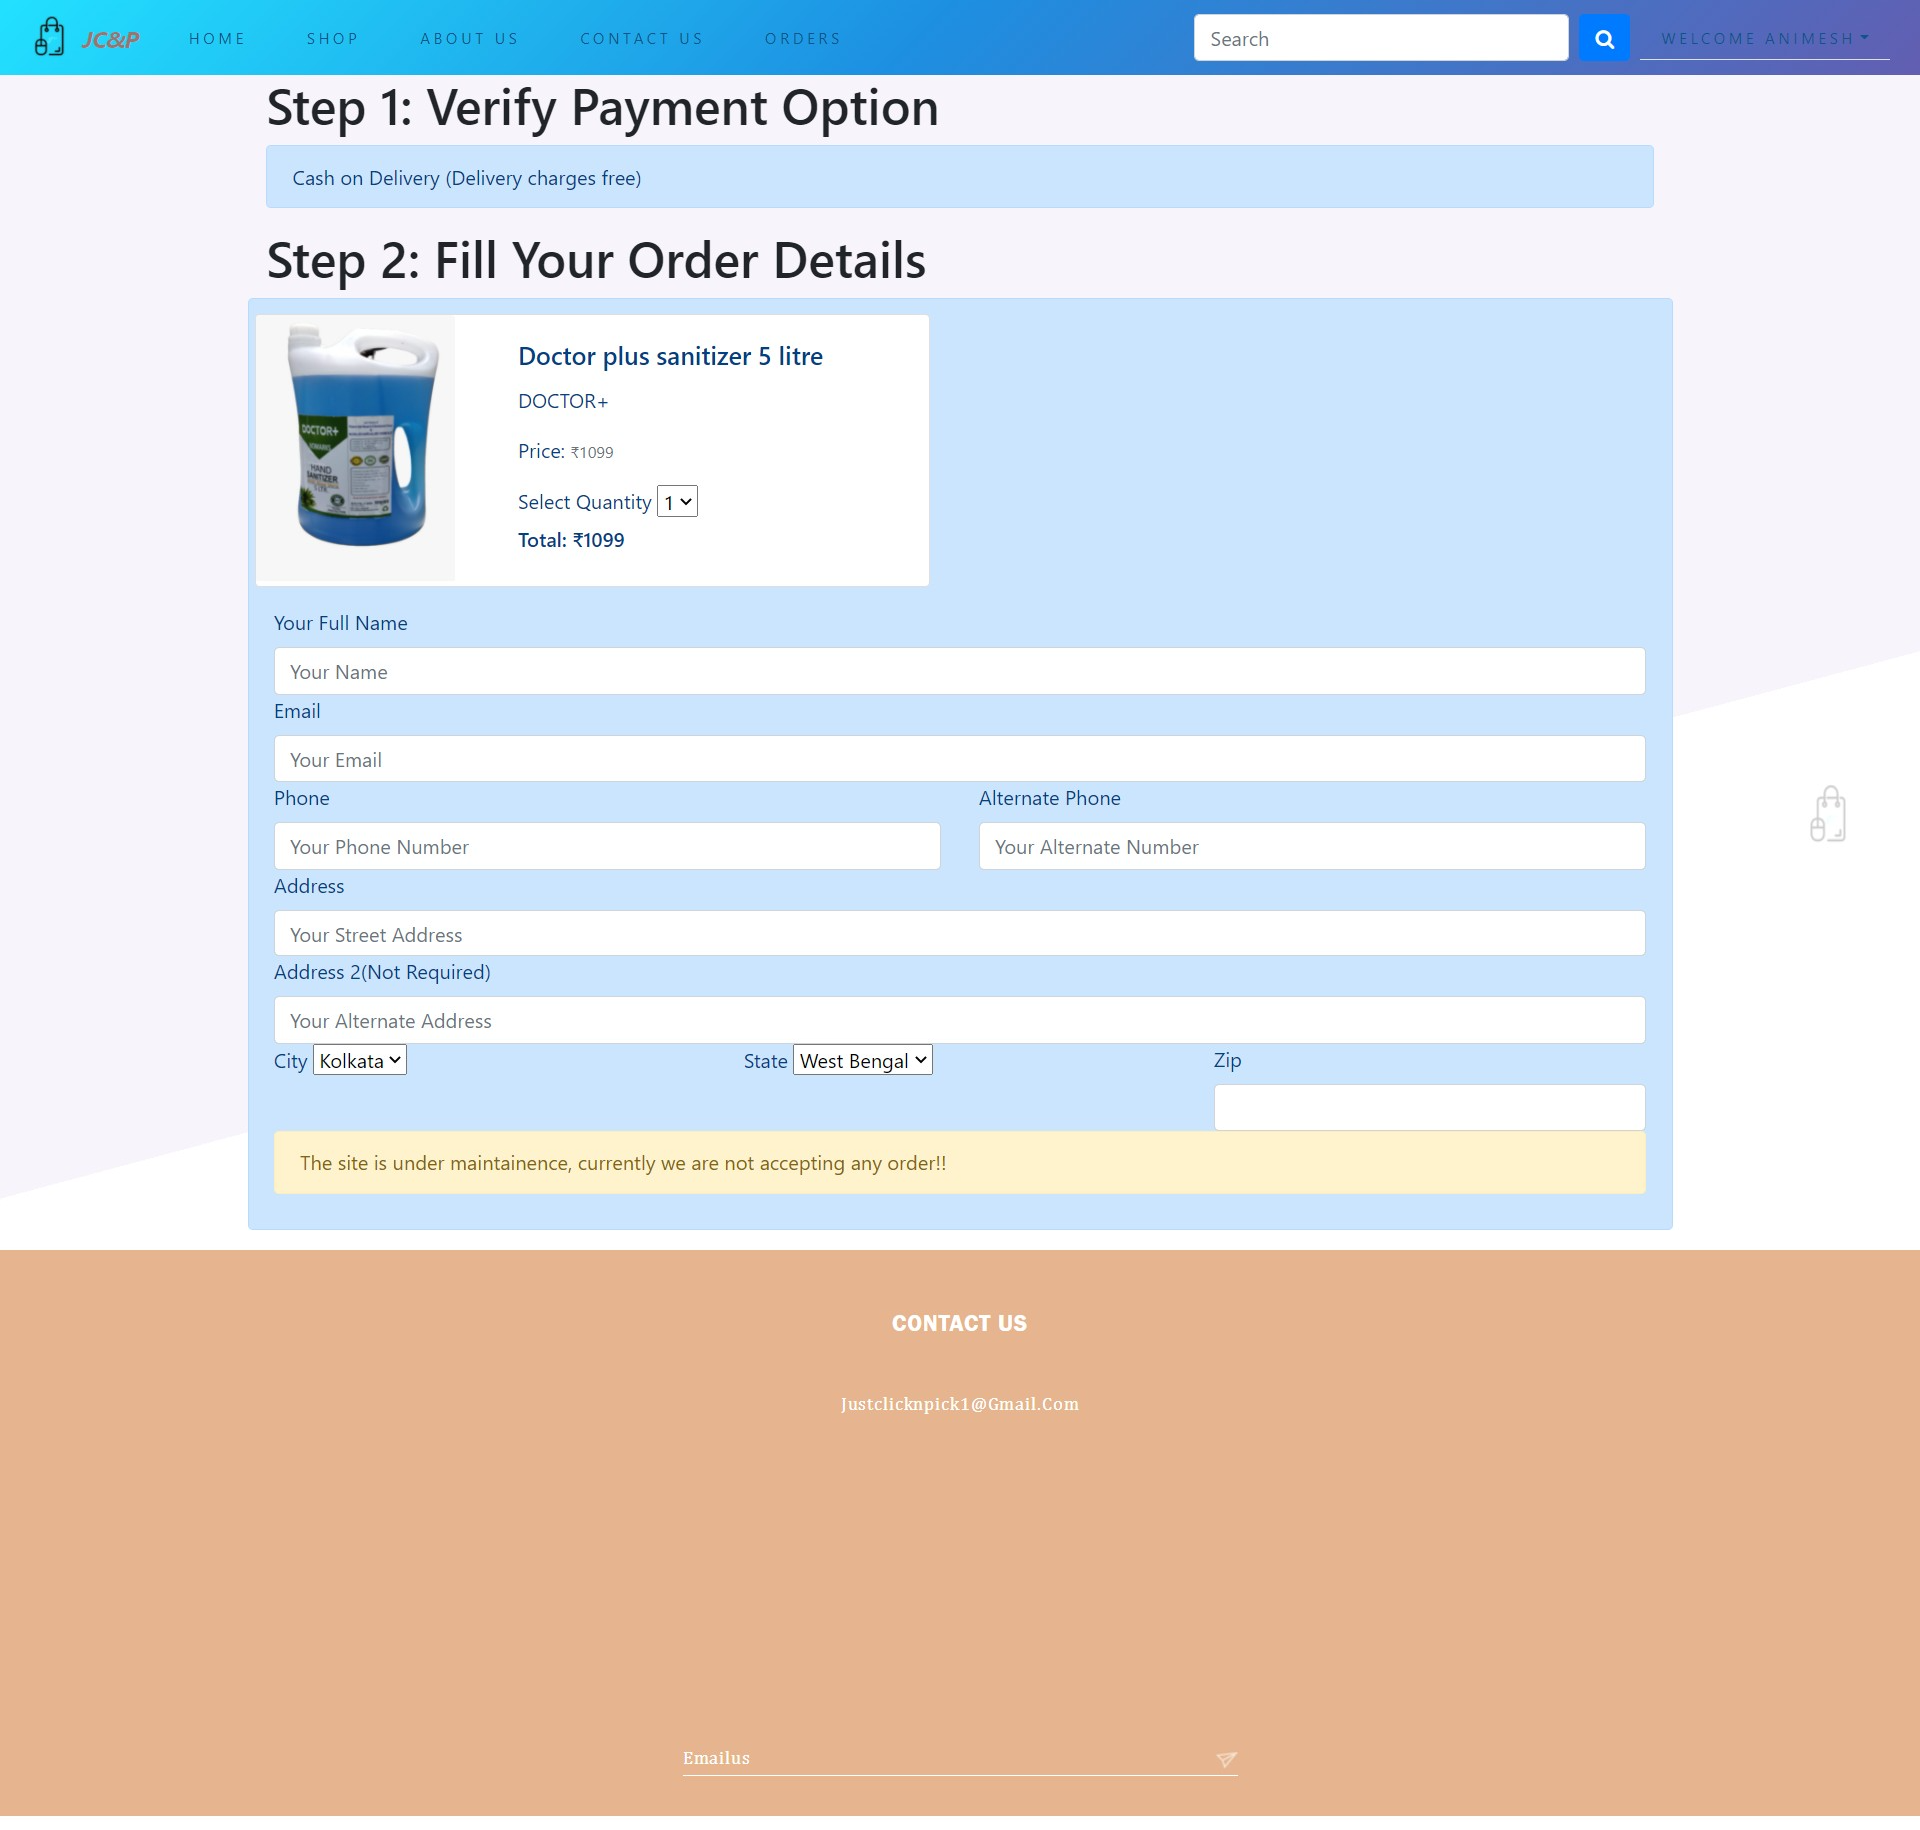 JC&P HOME SHOP ABOUT US CONTACT US ORDERS Search WELCOME ANIMESH
Step 1: Verify Payment Option
Cash on Delivery (Delivery charges free)
Step 2: Fill Your Order Details
DOCTOR+
HAND
SANITIZER
Doctor plus sanitizer 5 litre
DOCTOR+
Price: ₹1099
Select Quantity 1
Total: ₹1099
Your Full Name
Your Name
Email
Your Email
Phone Alternate Phone
Your Phone Number Your Alternate Number
Address
Your Street Address
Address 2(Not Required)
Your Alternate Address
City Kolkata State West Bengal Zip
The site is under maintainence, currently we are not accepting any order!!
CONTACT US
Justclicknpick1@Gmail.Com
Emailus